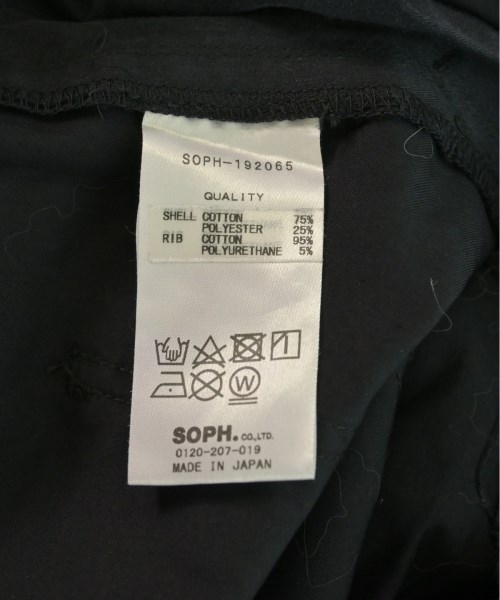 SOPH-192065
QUALITY
SHELL COTTON 75%
POLYESTER 25%
RIB COTTON 95%
POLYURETHANE 5%
W
SOPH. CO.,LTD.
0120-207-019
MADE IN JAPAN